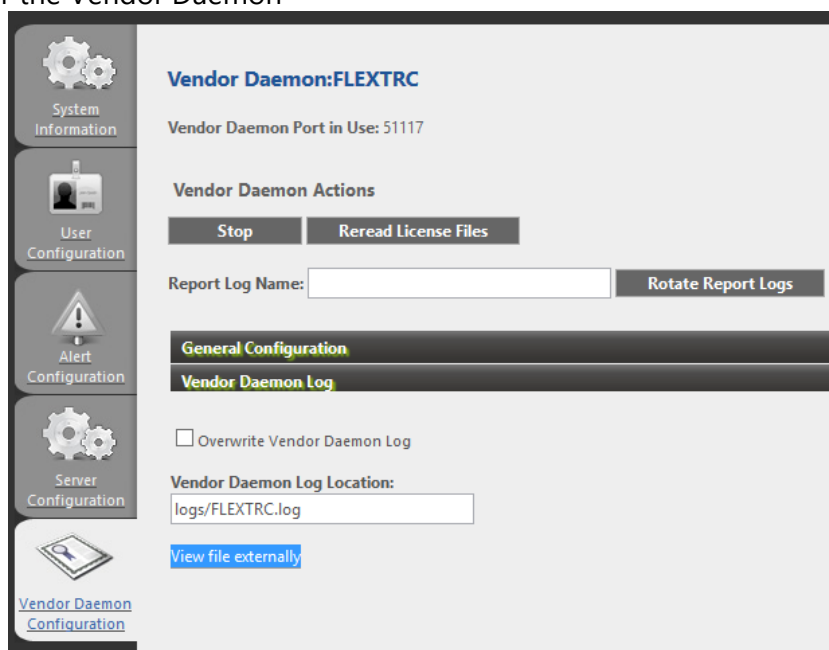 the Vendor Daemon
System
Information
User
Configuration
Alert
Configuration
Server
Configuration
Vendor Daemon
Configuration
Vendor Daemon:FLEXTRC
Vendor Daemon Port in Use: 51117
Vendor Daemon Actions
Stop Reread License Files
Report Log Name: Rotate Report Logs
General Configuration
Vendor Daemon Log
Overwrite Vendor Daemon Log
Vendor Daemon Log Location:
logs/FLEXTRC.log
View file externally